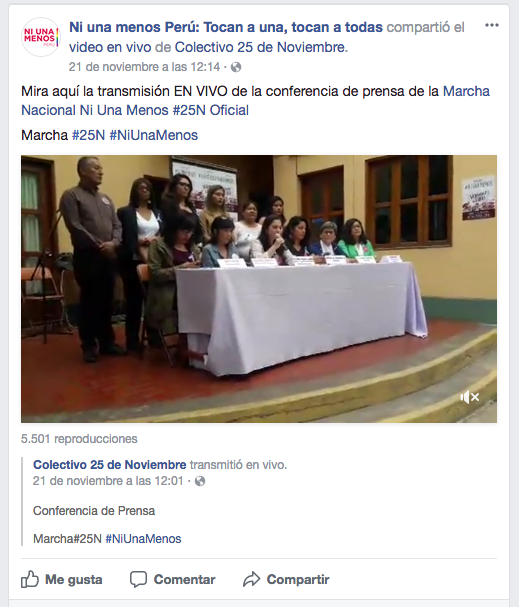 NI UNA
MENOS
PERÚ
Ni una menos Perú: Tocan a una, tocan a todas compartió el
video en vivo de Colectivo 25 de Noviembre.
21 de noviembre a las 12:14 ·
Mira aquí la transmisión EN VIVO de la conferencia de prensa de la Marcha
Nacional Ni Una Menos #25N Oficial
Marcha #25N #NiUnaMenos
5.501 reproducciones
Colectivo 25 de Noviembre transmitió en vivo.
21 de noviembre a las 12:01 ·
Conferencia de Prensa
Marcha#25N #NiUnaMenos
Me gusta
Comentar
Compartir